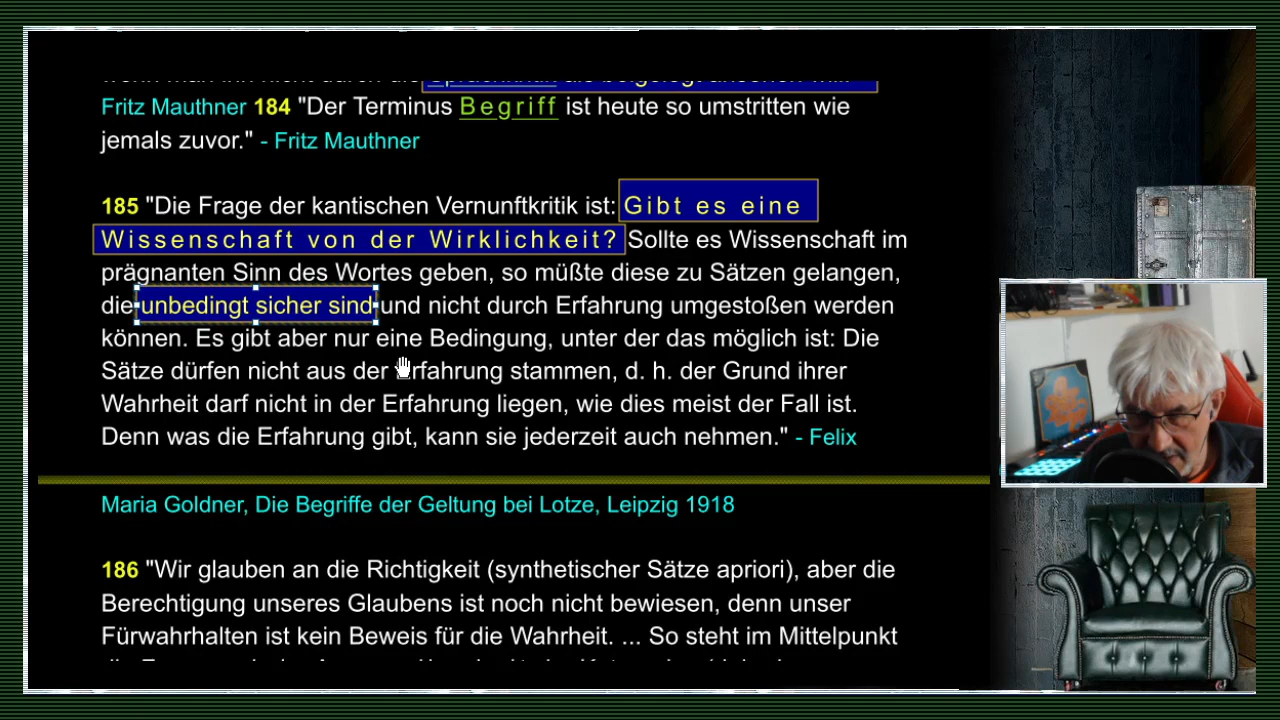 Fritz Mauthner 184 "Der Terminus Begriff ist heute so umstritten wie
jemals zuvor." - Fritz Mauthner
185 "Die Frage der kantischen Vernunftkritik ist: Gibt es eine
Wissenschaft von der Wirklichkeit? Sollte es Wissenschaft im
prägnanten Sinn des Wortes geben, so müßte diese zu Sätzen gelangen,
die unbedingt sicher sind und nicht durch Erfahrung umgestoßen werden
können. Es gibt aber nur eine Bedingung, unter der das möglich ist: Die
Sätze dürfen nicht aus der Erfahrung stammen, d. h. der Grund ihrer
Wahrheit darf nicht in der Erfahrung liegen, wie dies meist der Fall ist.
Denn was die Erfahrung gibt, kann sie jederzeit auch nehmen." - Felix
Maria Goldner, Die Begriffe der Geltung bei Lotze, Leipzig 1918
186 "Wir glauben an die Richtigkeit (synthetischer Sätze apriori), aber die
Berechtigung unseres Glaubens ist noch nicht bewiesen, denn unser
Fürwahrhalten ist kein Beweis für die Wahrheit. ... So steht im Mittelpunkt